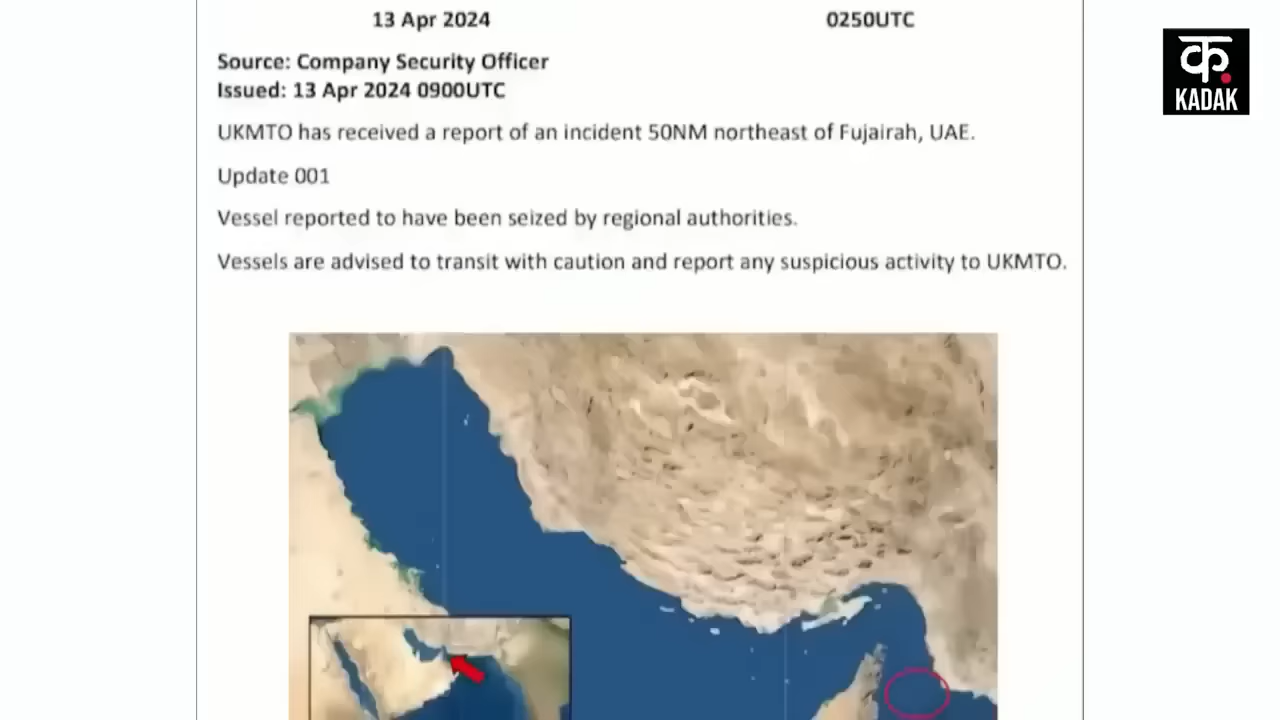 13 Apr 2024 0250UTC
क
KADAK
Source: Company Security Officer
Issued: 13 Apr 2024 0900UTC
UKMTO has received a report of an incident 50NM northeast of Fujairah, UAE.
Update 001
Vessel reported to have been seized by regional authorities.
Vessels are advised to transit with caution and report any suspicious activity to UKMTO.